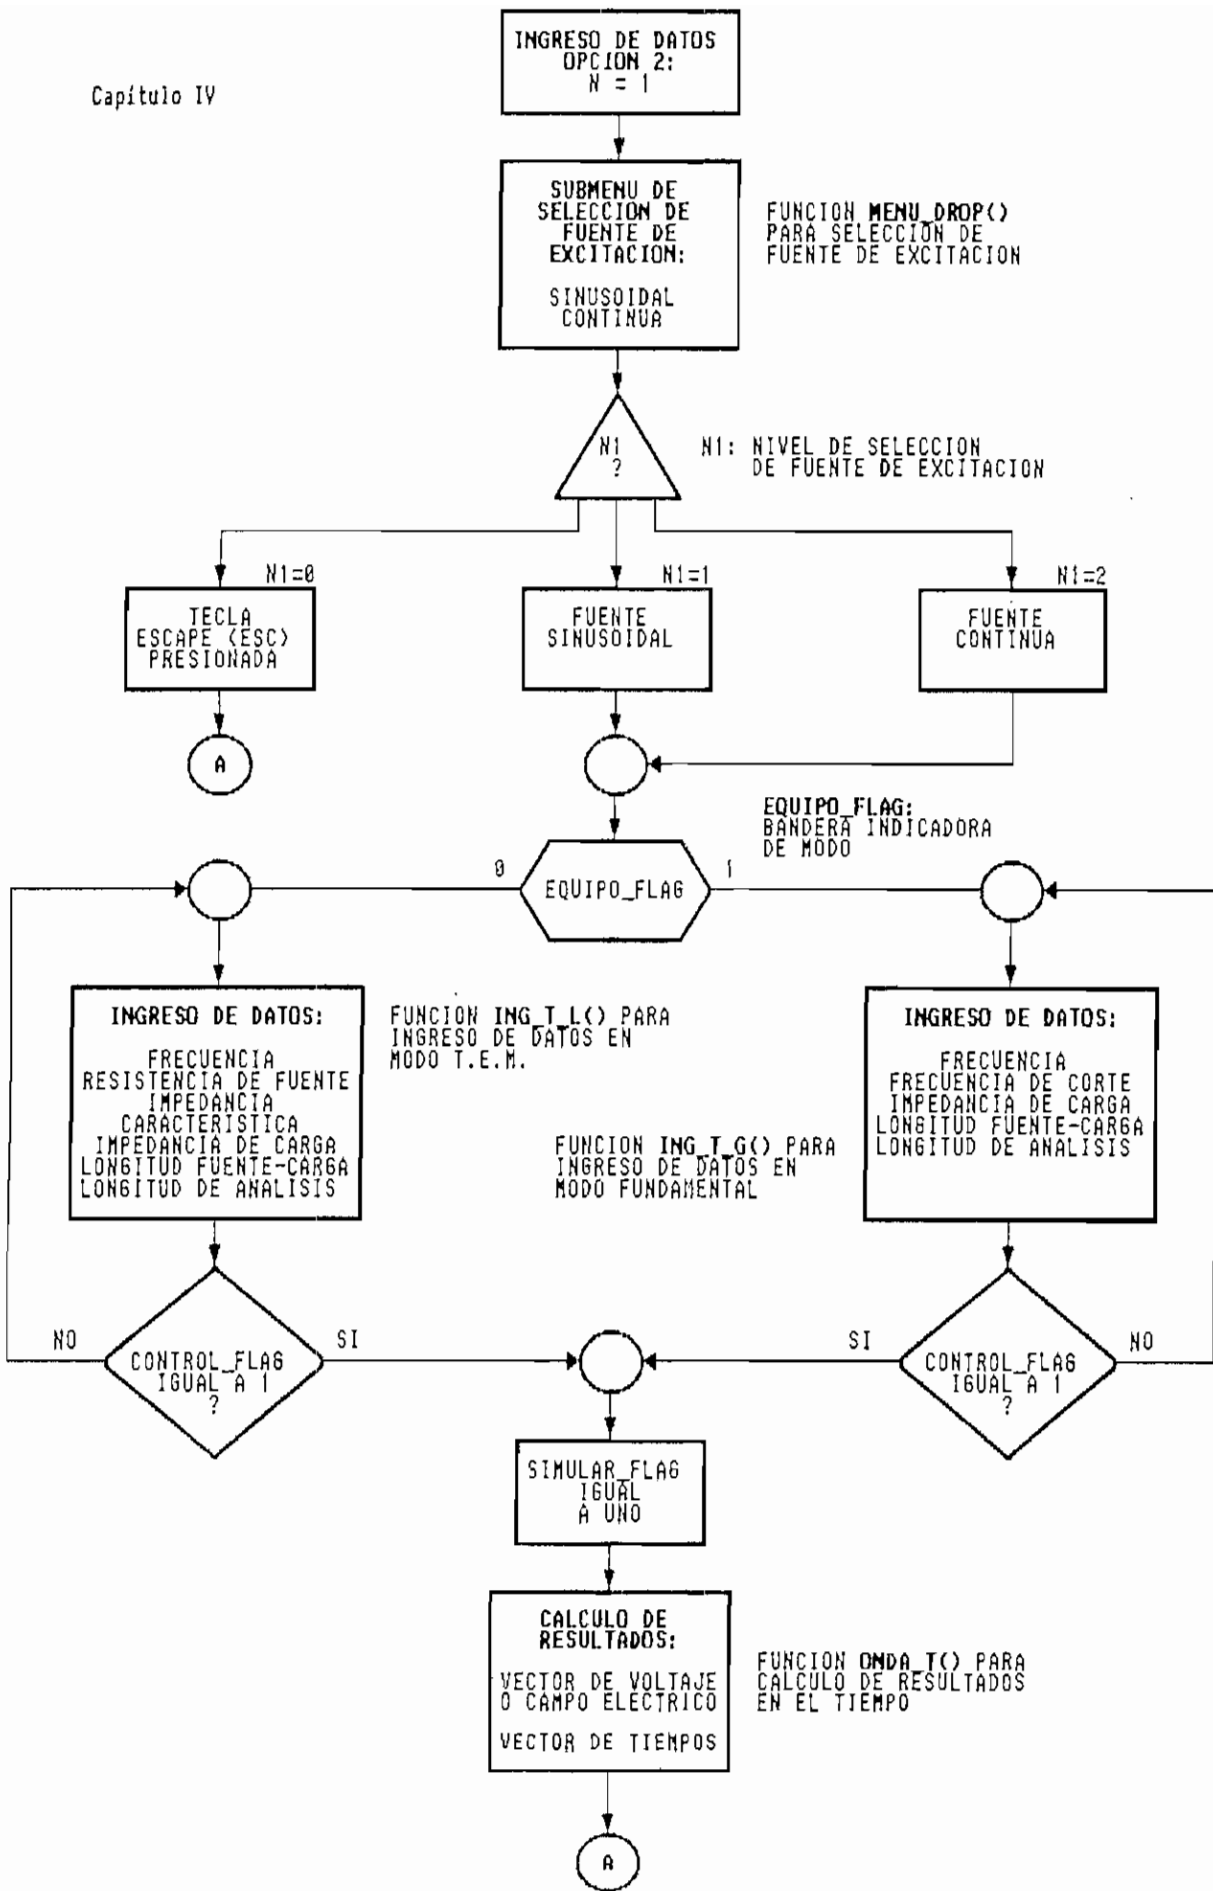 INGRESO DE DATOS
OPCION 2:
N = 1
Capítulo IV
SUBMENU DE
SELECCION DE
FUENTE DE
EXCITACION:
SINUSOIDAL
CONTINUA
FUNCION MENU_DROP()
PARA SELECCION DE
FUENTE DE EXCITACION
N1
?
N1: NIVEL DE SELECCION
DE FUENTE DE EXCITACION
N1=0
N1=1
N1=2
TECLA
ESCAPE (ESC)
PRESIONADA
FUENTE
SINUSOIDAL
FUENTE
CONTINUA
A
EQUIPO_FLAG:
BANDERA INDICADORA
DE MODO
0
EQUIPO_FLAG
1
INGRESO DE DATOS:
FRECUENCIA
RESISTENCIA DE FUENTE
IMPEDANCIA
CARACTERISTICA
IMPEDANCIA DE CARGA
LONGITUD FUENTE-CARGA
LONGITUD DE ANALISIS
FUNCION ING_T_L() PARA
INGRESO DE DATOS EN
MODO T.E.M.
FUNCION ING_T_G() PARA
INGRESO DE DATOS EN
MODO FUNDAMENTAL
INGRESO DE DATOS:
FRECUENCIA
FRECUENCIA DE CORTE
IMPEDANCIA DE CARGA
LONGITUD FUENTE-CARGA
LONGITUD DE ANALISIS
NO
CONTROL_FLAG
IGUAL A 1
?
SI
SI
CONTROL_FLAG
IGUAL A 1
?
NO
SIMULAR_FLAG
IGUAL
A UNO
CALCULO DE
RESULTADOS:
VECTOR DE VOLTAJE
O CAMPO ELECTRICO
VECTOR DE TIEMPOS
FUNCION ONDA_T() PARA
CALCULO DE RESULTADOS
EN EL TIEMPO
A